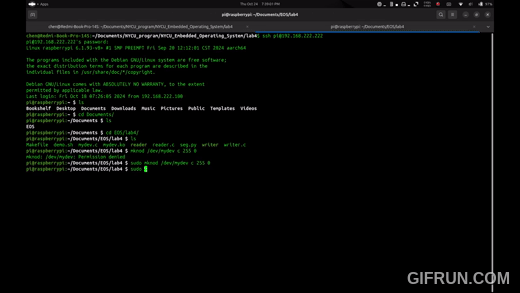 Apps
Thu Oct 24 7:39:41 PM
pi@raspberrypi: ~/Documents/EOS/lab4
chen@Redmi-Book-Pro-145: ~/Documents/NYCU_program/NYCU_Embedded_Operating_System/lab4
pi@raspberrypi: ~/Documents/EOS/lab4
chen@Redmi-Book-Pro-145:~/Documents/NYCU_program/NYCU_Embedded_Operating_System/lab4$ ssh pi@192.168.222.222
pi@192.168.222.222's password:
Linux raspberrypi 6.1.93-v8+ #3 SMP PREEMPT Fri Sep 20 12:12:01 CST 2024 aarch64
The programs included with the Debian GNU/Linux system are free software;
the exact distribution terms for each program are described in the
individual files in /usr/share/doc/*/copyright.
Debian GNU/Linux comes with ABSOLUTELY NO WARRANTY, to the extent
permitted by applicable law.
Last login: Fri Oct 18 07:26:05 2024 from 192.168.222.100
pi@raspberrypi:~ $ ls
Bookshelf Desktop Documents Downloads Music Pictures Public Templates Videos
pi@raspberrypi:~ $ cd Documents/
pi@raspberrypi:~/Documents $ ls
EOS
pi@raspberrypi:~/Documents $ cd EOS/lab4/
pi@raspberrypi:~/Documents/EOS/lab4 $ ls
Makefile demo.sh mydev.c mydev.ko reader reader.c seg.py writer writer.c
pi@raspberrypi:~/Documents/EOS/lab4 $ mknod /dev/mydev c 255 0
mknod: /dev/mydev: Permission denied
pi@raspberrypi:~/Documents/EOS/lab4 $ sudo mknod /dev/mydev c 255 0
pi@raspberrypi:~/Documents/EOS/lab4 $ sudo
GIFRUN.COM